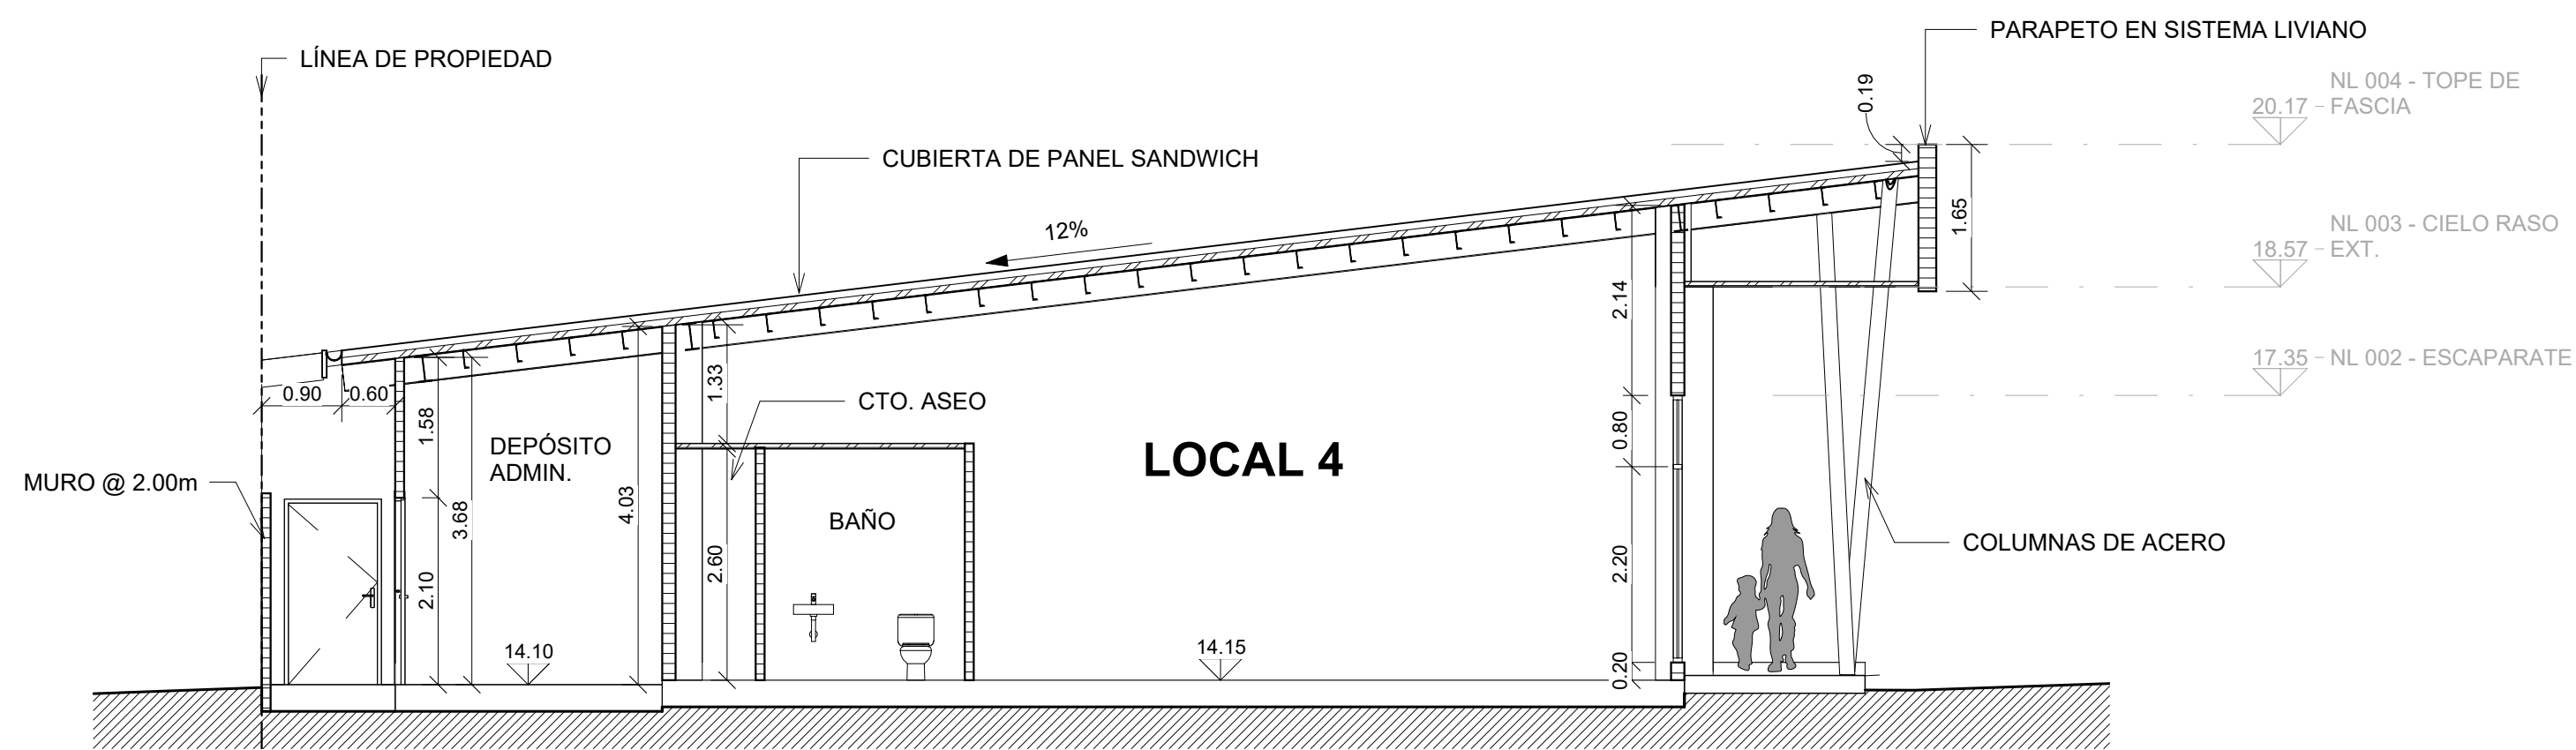 PARAPETO EN SISTEMA LIVIANO
LÍNEA DE PROPIEDAD
NL 004 - TOPE DE
20.17
FASCIA
0.19
CUBIERTA DE PANEL SANDWICH
12%
1.65
NL 003 - CIELO RASO
18.57
EXT.
2.14
17.35
NL 002 - ESCAPARATE
0.90
0.60
1.33
CTO. ASEO
1.58
0.80
DEPÓSITO
ADMIN.
LOCAL 4
MURO @ 2.00m
3.68
4.03
BAÑO
COLUMNAS DE ACERO
2.10
2.60
2.20
14.10
14.15
0.20